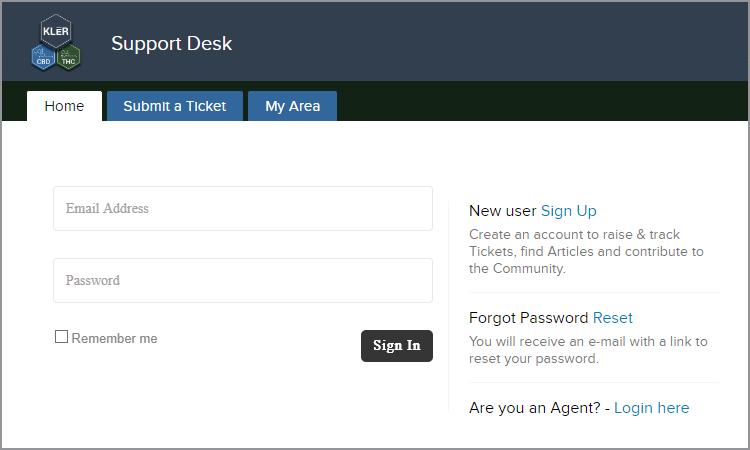 KLĒR
CBD THC
Support Desk
Home Submit a Ticket My Area
Email Address
Password
Remember me
Sign In
New user Sign Up
Create an account to raise & track
Tickets, find Articles and contribute to
the Community.
Forgot Password Reset
You will receive an e-mail with a link to
reset your password.
Are you an Agent? - Login here